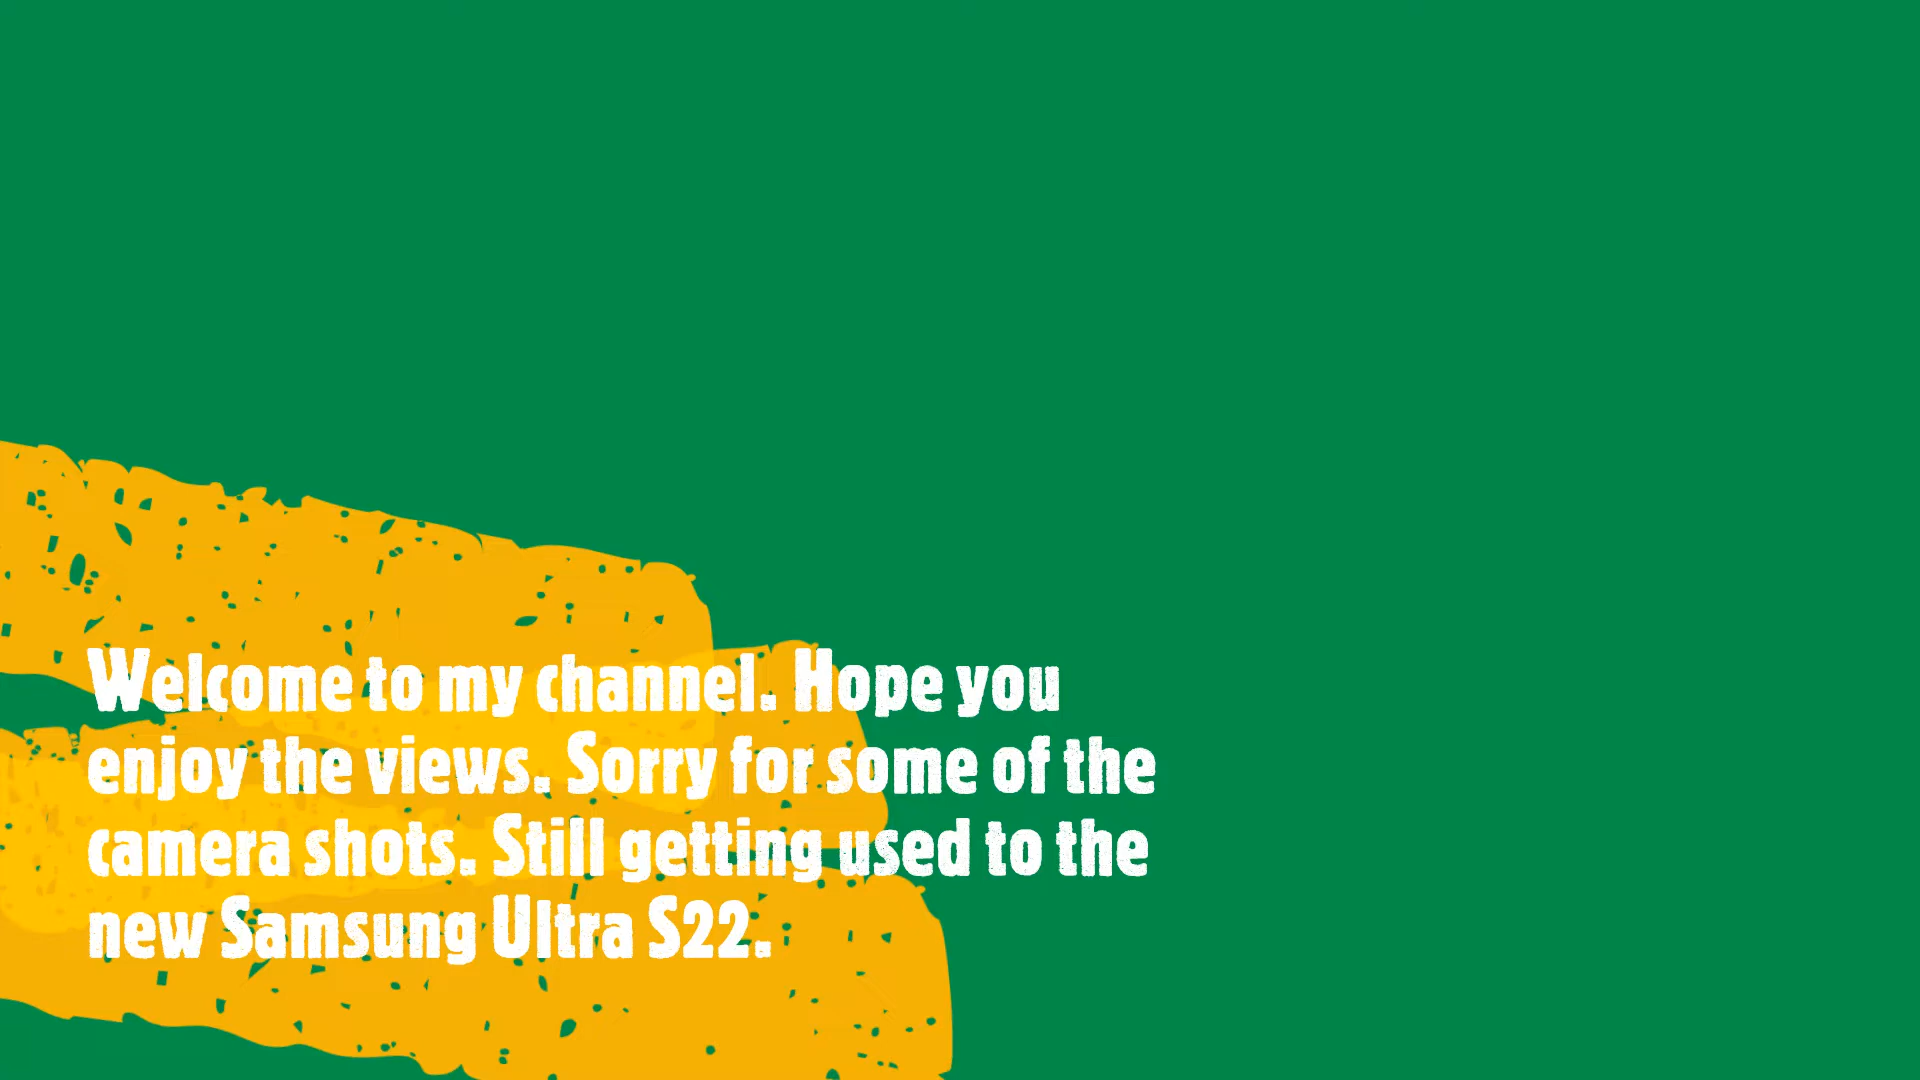 Welcome to my channel. Hope you
enjoy the views. Sorry for some of the
camera shots. Still getting used to the
new Samsung Ultra S22.